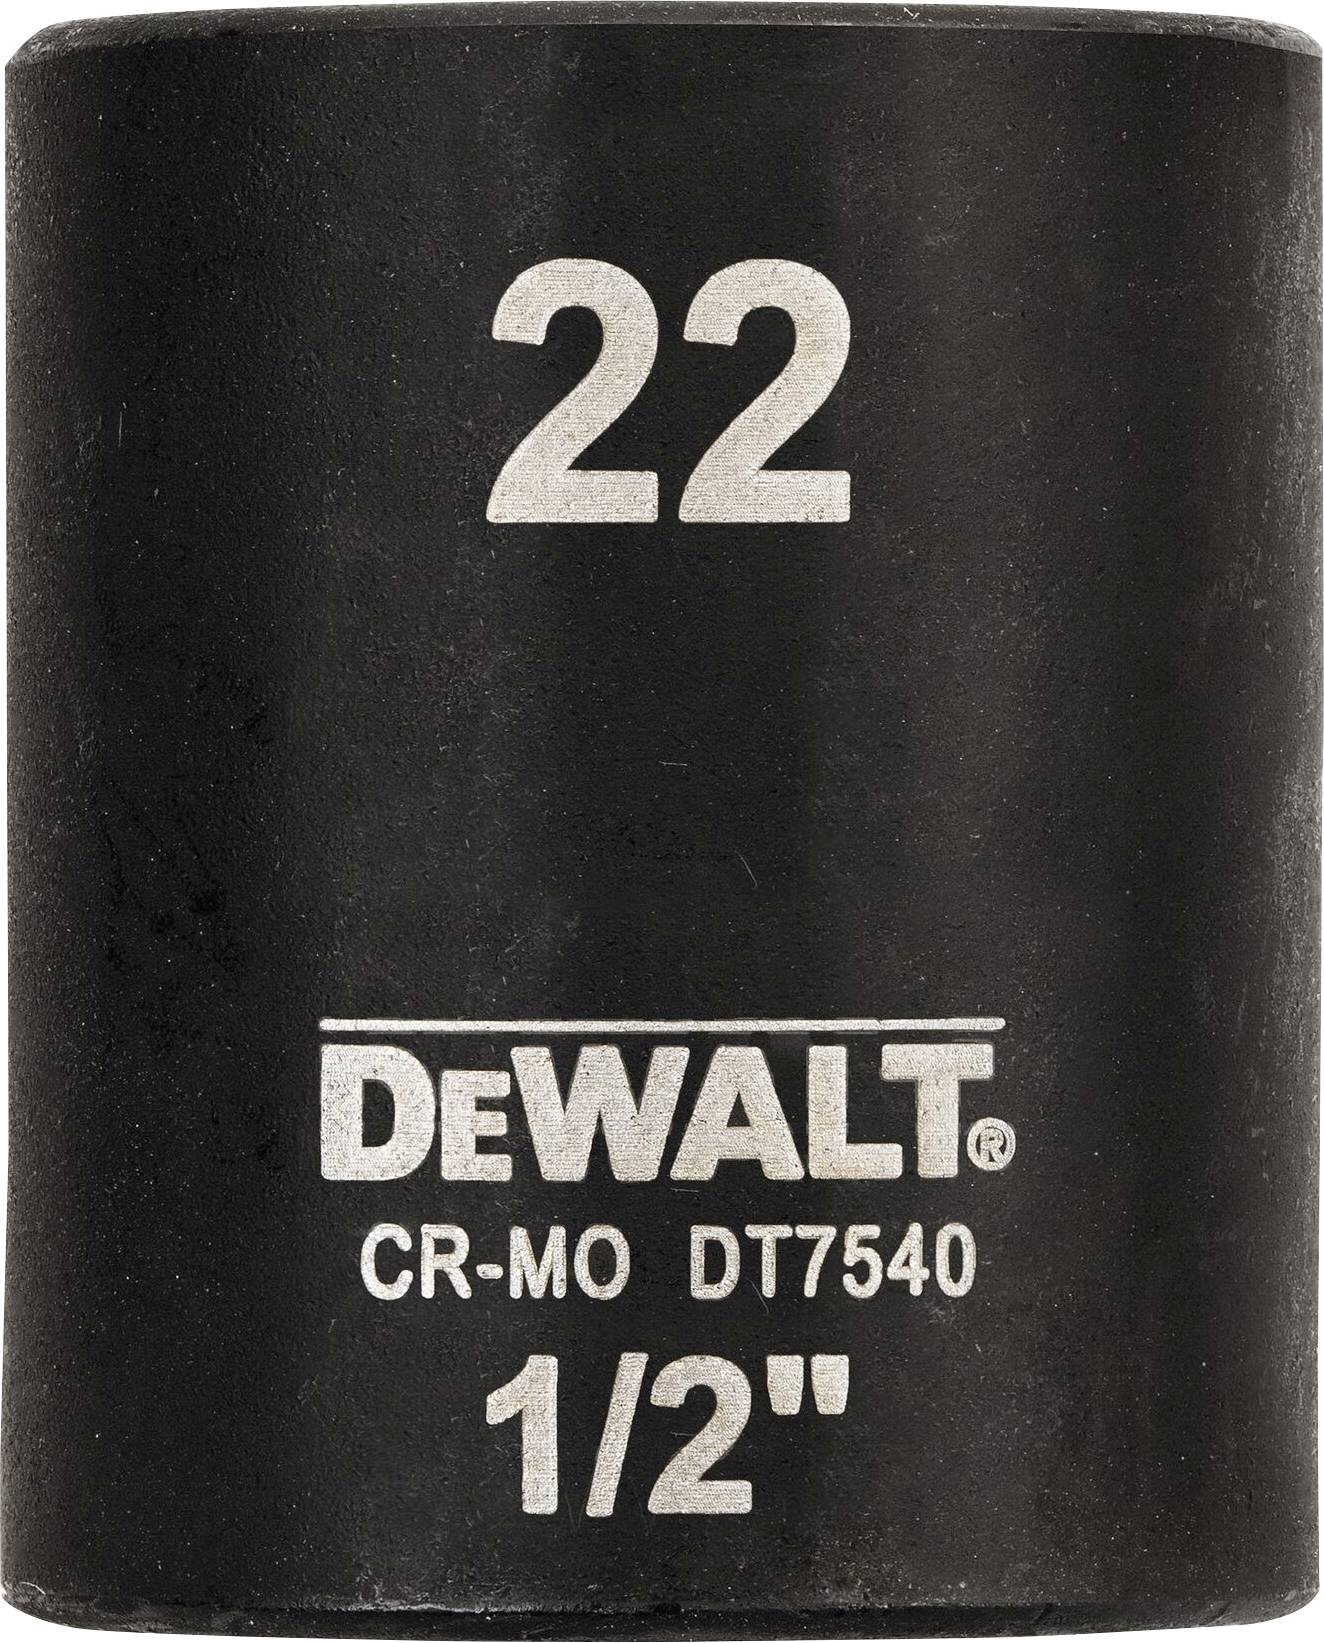 22
DEWALT®
CR-MO DT7540
1/2"